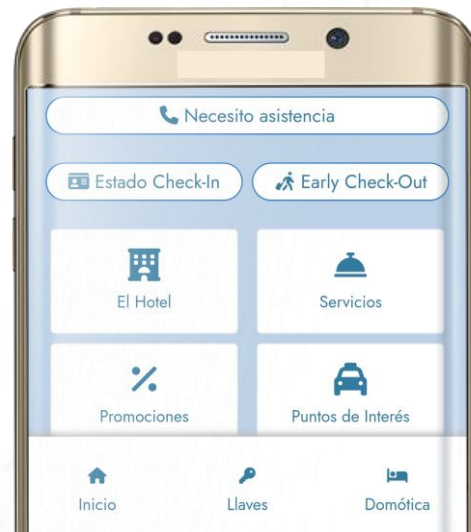 Necesito asistencia
Estado Check-In
Early Check-Out
El Hotel
Servicios
Promociones
Puntos de Interés
Inicio
Llaves
Domótica